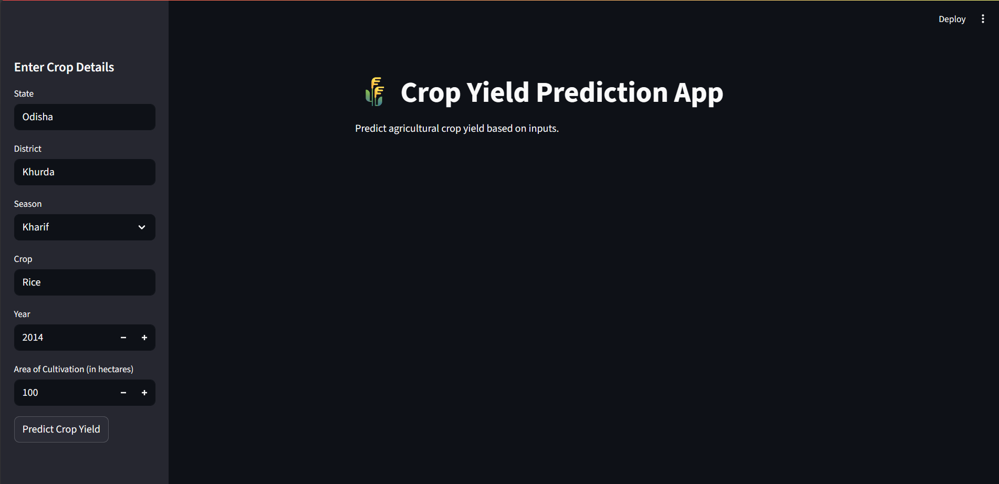 Deploy
Enter Crop Details
State
Odisha
District
Khurda
Season
Kharif
Crop
Rice
Year
2014
Area of Cultivation (in hectares)
100
Predict Crop Yield
Crop Yield Prediction App
Predict agricultural crop yield based on inputs.